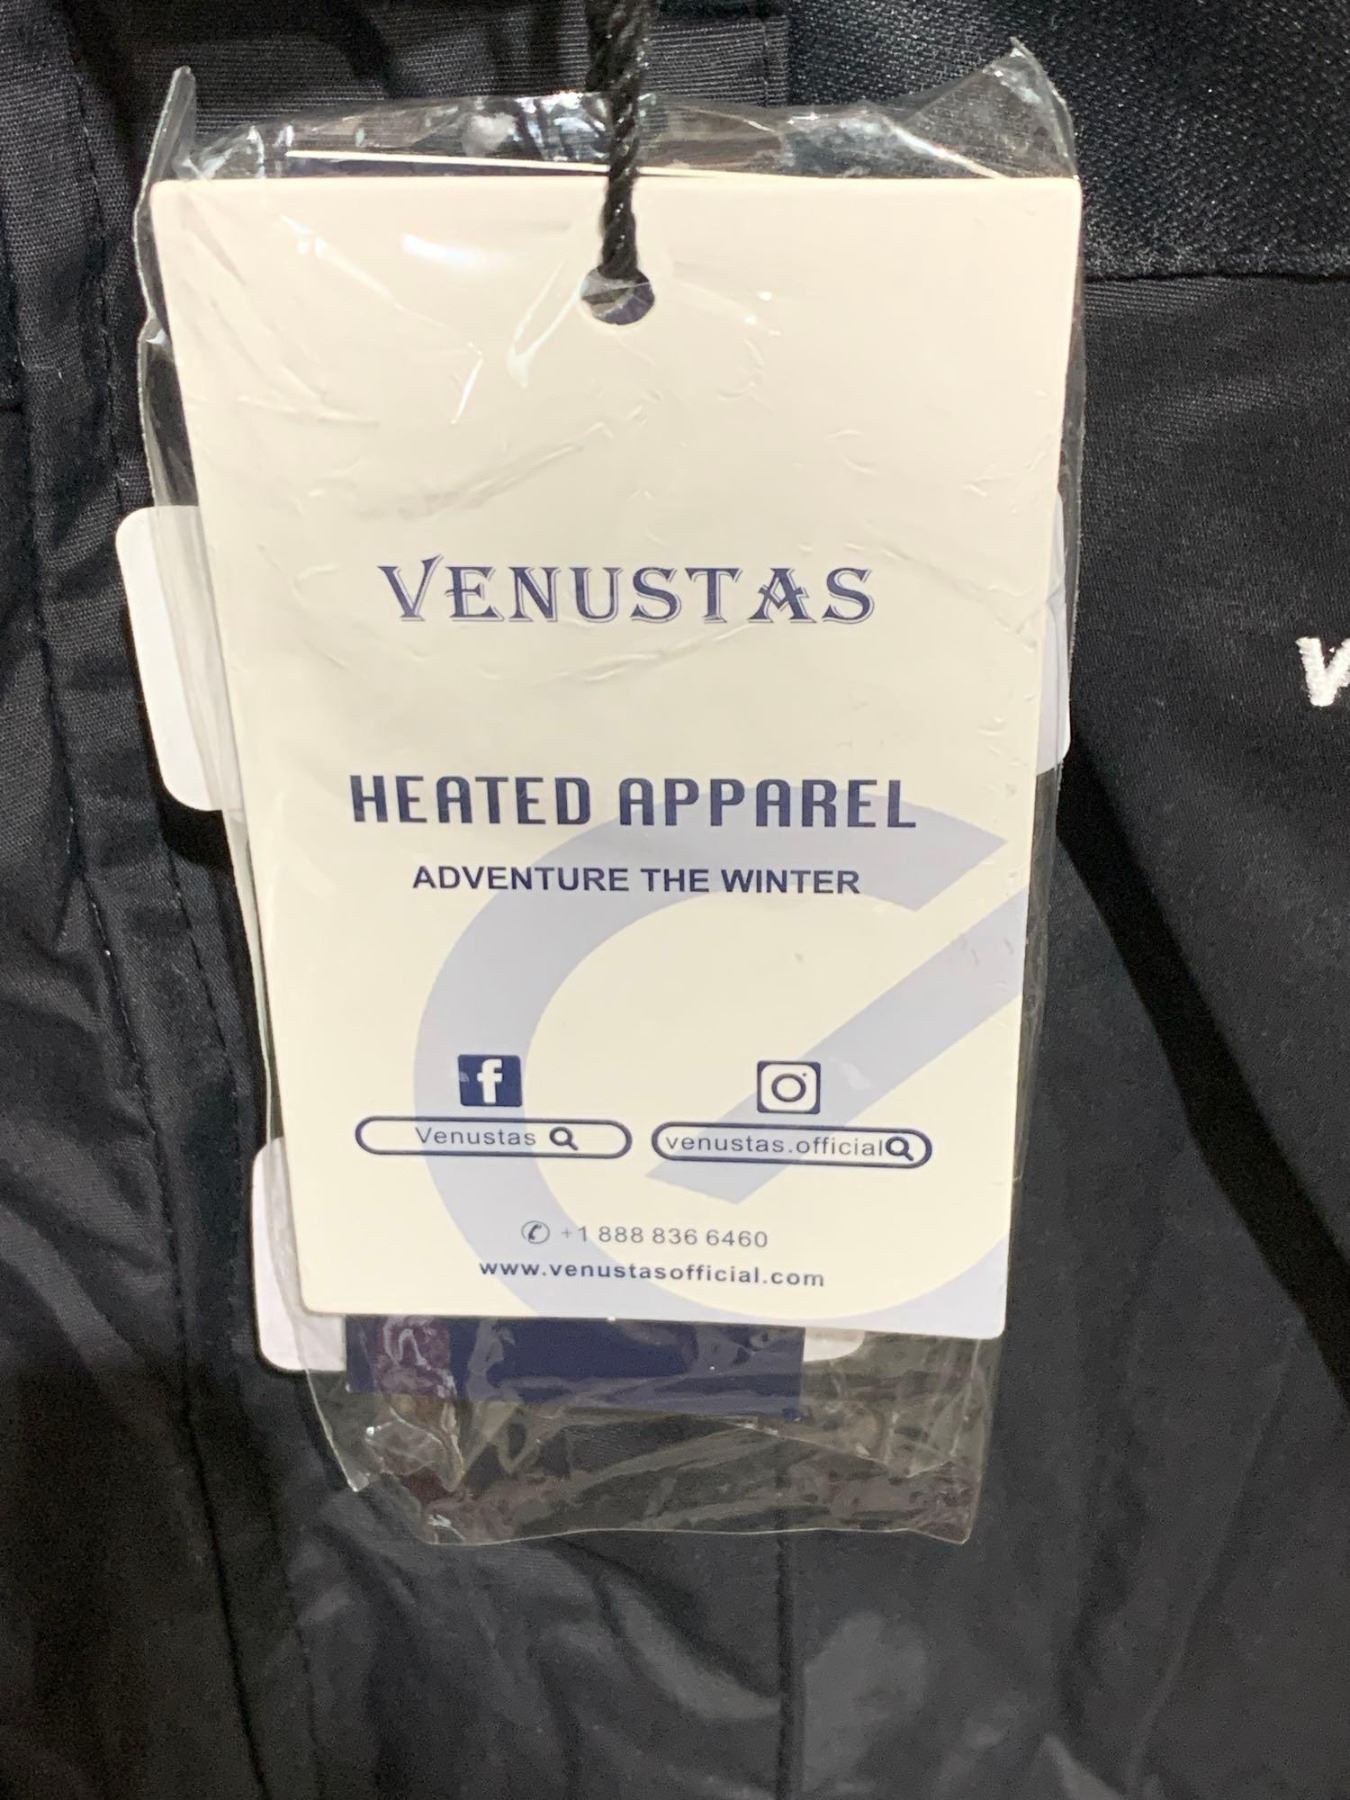 VENUSTAS
HEATED APPAREL
ADVENTURE THE WINTER
Venustas
venustas.official
+1 888 836 6460
www.venustasofficial.com